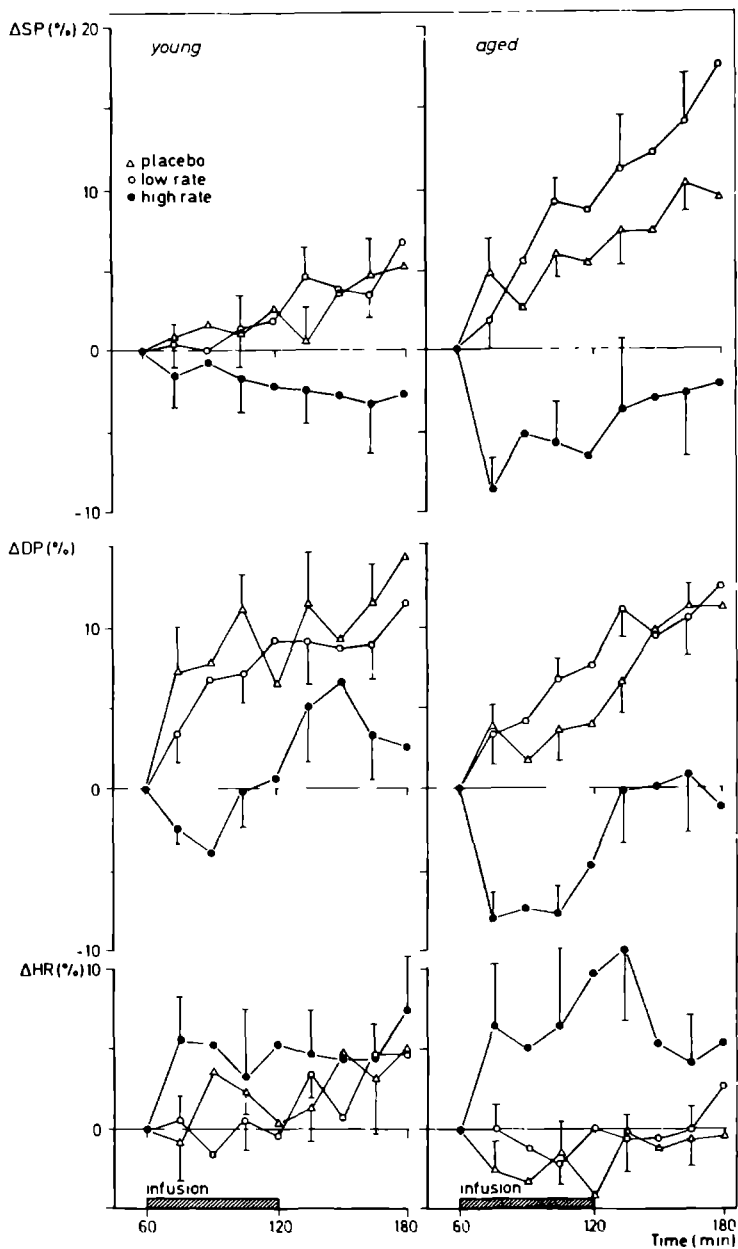 ΔSP (%) 20
young
aged
△ placebo
○ low rate
● high rate
10
0
-10
ΔDP (%)
10
0
-10
ΔHR (%) 10
5
0
infusion
infusion
60 120 180 60 120 180
Time (min)